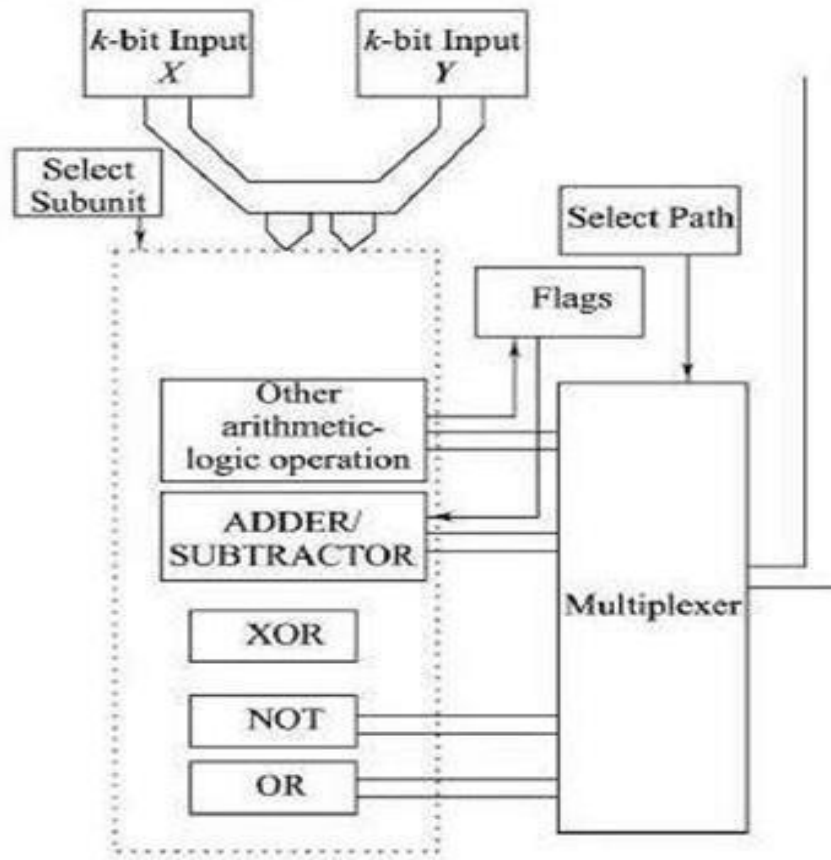 k-bit Input
X
k-bit Input
Y
Select
Subunit
Select Path
Flags
Other
arithmetic-
logic operation
ADDER/
SUBTRACTOR
Multiplexer
XOR
NOT
OR